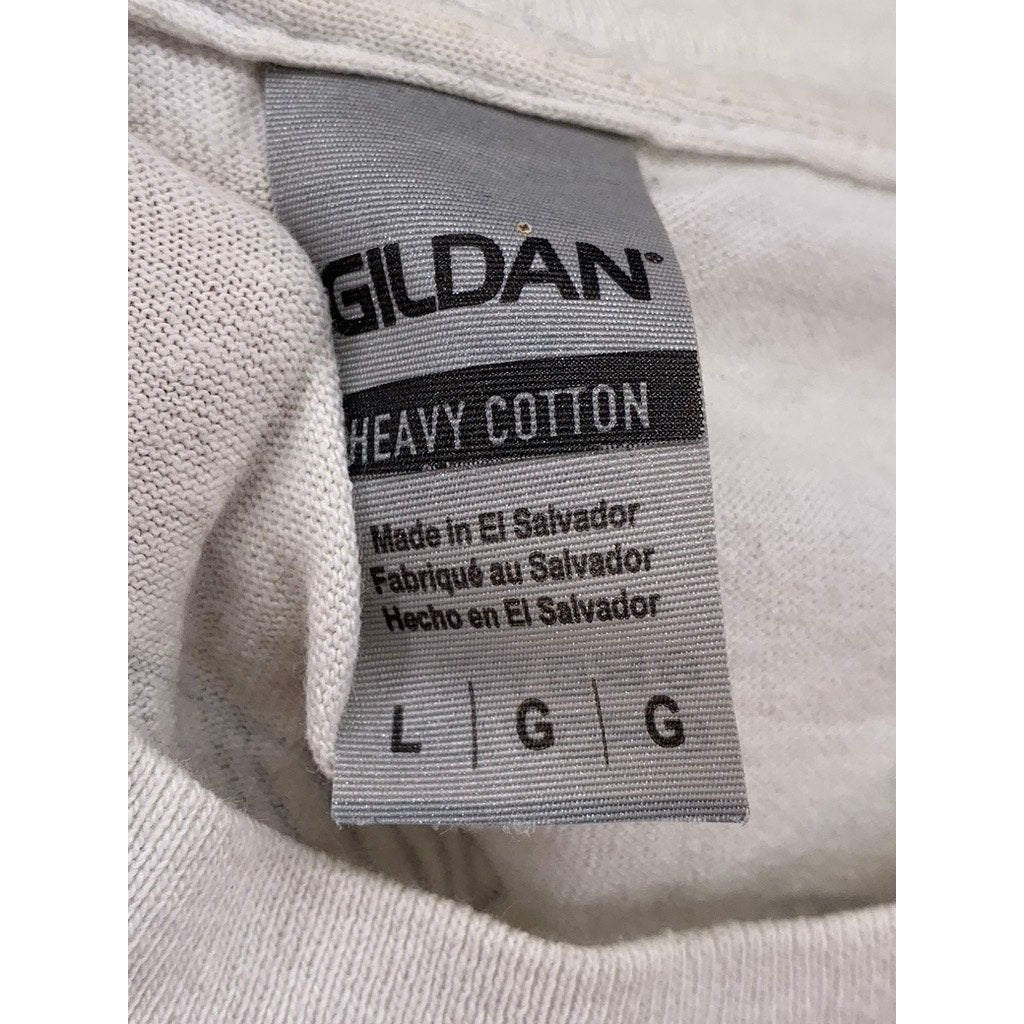 GILDAN®
HEAVY COTTON
Made in El Salvador
Fabriqué au Salvador
Hecho en El Salvador
L | G | G